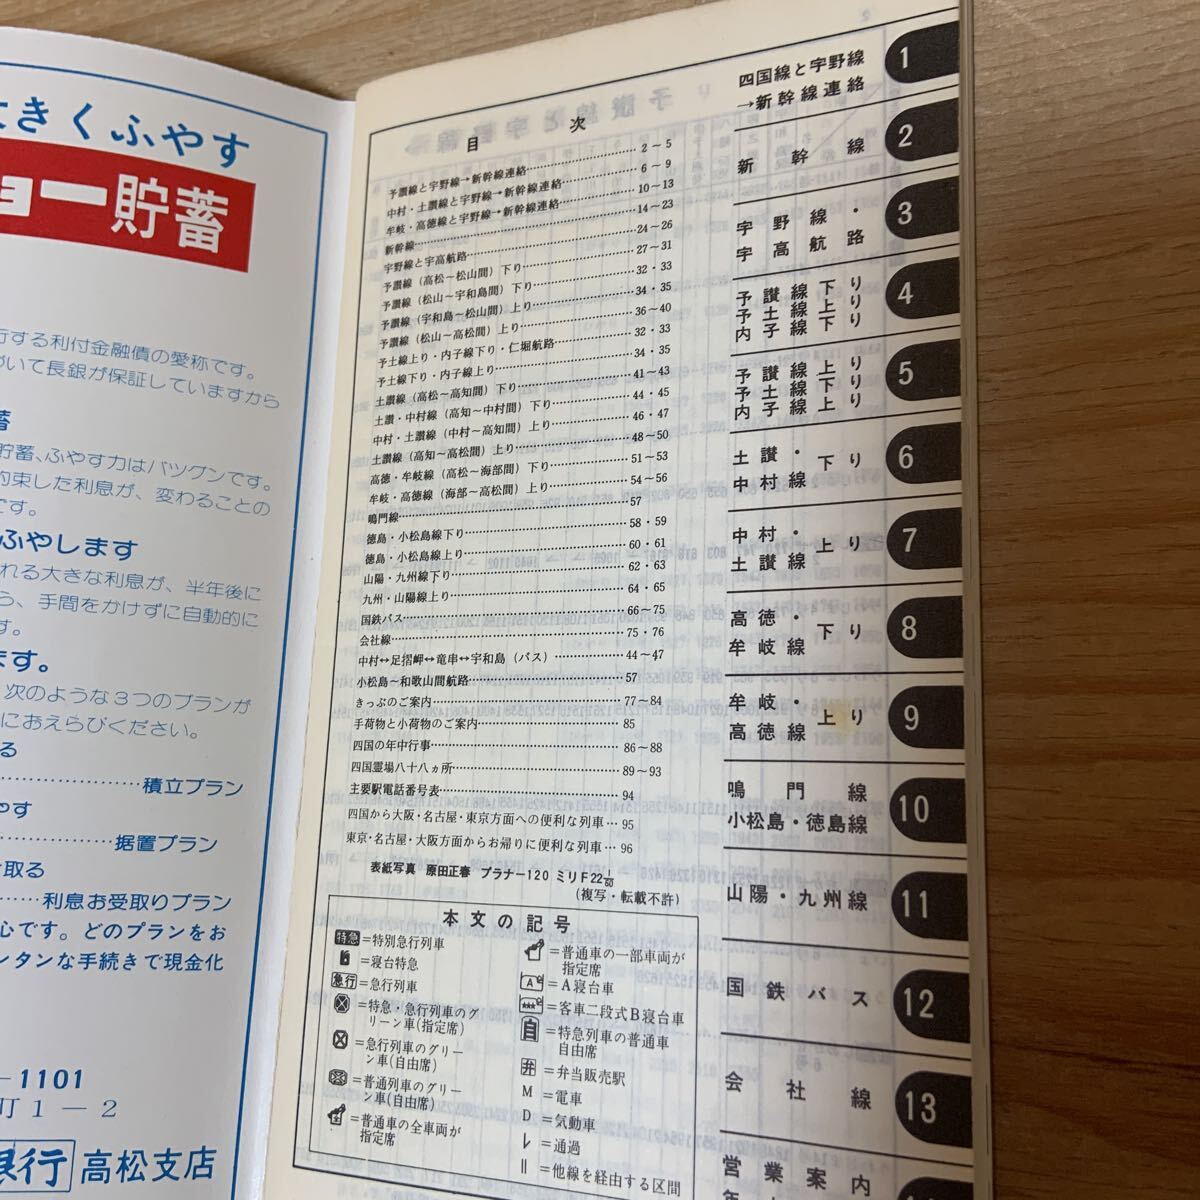 大きくふやす
ョー貯蓄
行する利付金融債の愛称です。
づいて長銀が保証していますから
蓄
貯蓄、ふやす力はバツグンです。
約束した利息が、変わることの
です。
ふやします
れる大きな利息が、半年後に
う、手間をかけずに自動的に
す。
ます。
次のような3つのプランが
におえらびください。
る
積立プラン
やす
据置プラン
取る
利息お受取りプラン
心です。どのプランをお
ンタンな手続きで現金化
-1101
町1-2
銀行 高松支店
目次
予讃線と宇野線→新幹線連絡……2～5
中村・土讃線と宇野線→新幹線連絡……6～9
牟岐・高徳線と宇野線→新幹線連絡……10～13
新幹線……14～23
宇野線と宇高航路……24～26
予讃線（高松～松山間）下り……27～31
予讃線（松山～宇和島間）下り……32・33
予讃線（宇和島～松山間）上り……34・35
予讃線（松山～高松間）上り……36～40
予土線上り・内子線下り・仁堀航路……32・33
予土線下り・内子線上り……34・35
土讃線（高松～高知間）下り……41～43
土讃・中村線（高知～中村間）下り……44・45
中村・土讃線（中村～高知間）上り……46・47
土讃線（高知～高松間）上り……48～50
高徳・牟岐線（高松～海部間）下り……51～53
牟岐・高徳線（海部～高松間）上り……54～56
鳴門線……57
徳島・小松島線下り……58・59
徳島・小松島線上り……60・61
山陽・九州線下り……62・63
九州・山陽線上り……64・65
国鉄バス……66～75
会社線……75・76
中村↔足摺岬↔竜串↔宇和島（バス）……44～47
小松島～和歌山間航路……57
きっぷのご案内……77～84
手荷物と小荷物のご案内……85
四国の年中行事……86～88
四国霊場八十八ヵ所……89～93
主要駅電話番号表……94
四国から大阪・名古屋・東京方面への便利な列車…95
東京・名古屋・大阪方面からお帰りに便利な列車…96
表紙写真 原田正春 プラナー120ミリF22 1/60
（複写・転載不許）
本文の記号
特急=特別急行列車
=寝台特急
急行=急行列車
=特急・急行列車のグリーン車(指定席)
=急行列車のグリーン車(自由席)
=普通列車のグリーン車(自由席)
=普通車の全車両が指定席
=普通車の一部車両が指定席
A=A寝台車
=客車二段式B寝台車
自=特急列車の普通車自由席
弁=弁当販売駅
M=電車
D=気動車
レ=通過
||=他線を経由する区間
四国線と宇野線
→新幹線連絡
1
新幹線
2
宇野線・
宇高航路
3
予讃線下り
予土線上り
内子線下り
4
予讃線上り
予土線下り
内子線上り
5
土讃・
中村線
下り
6
中村・
土讃線
上り
7
高徳・
牟岐線
下り
8
牟岐・
高徳線
上り
9
鳴門線
小松島・徳島線
10
山陽・九州線
11
国鉄バス
12
会社線
13
営業案内